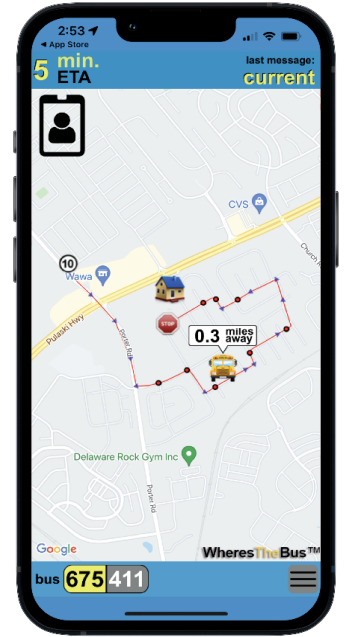 2:53
App Store
5 min.
ETA
last message:
current
CVS
Church R
10
Wawa
Pulaski Hwy
Porter Rd
STOP
0.3 miles
away
Delaware Rock Gym Inc
Porter Rd
Google
WheresTheBus™
bus 675 411